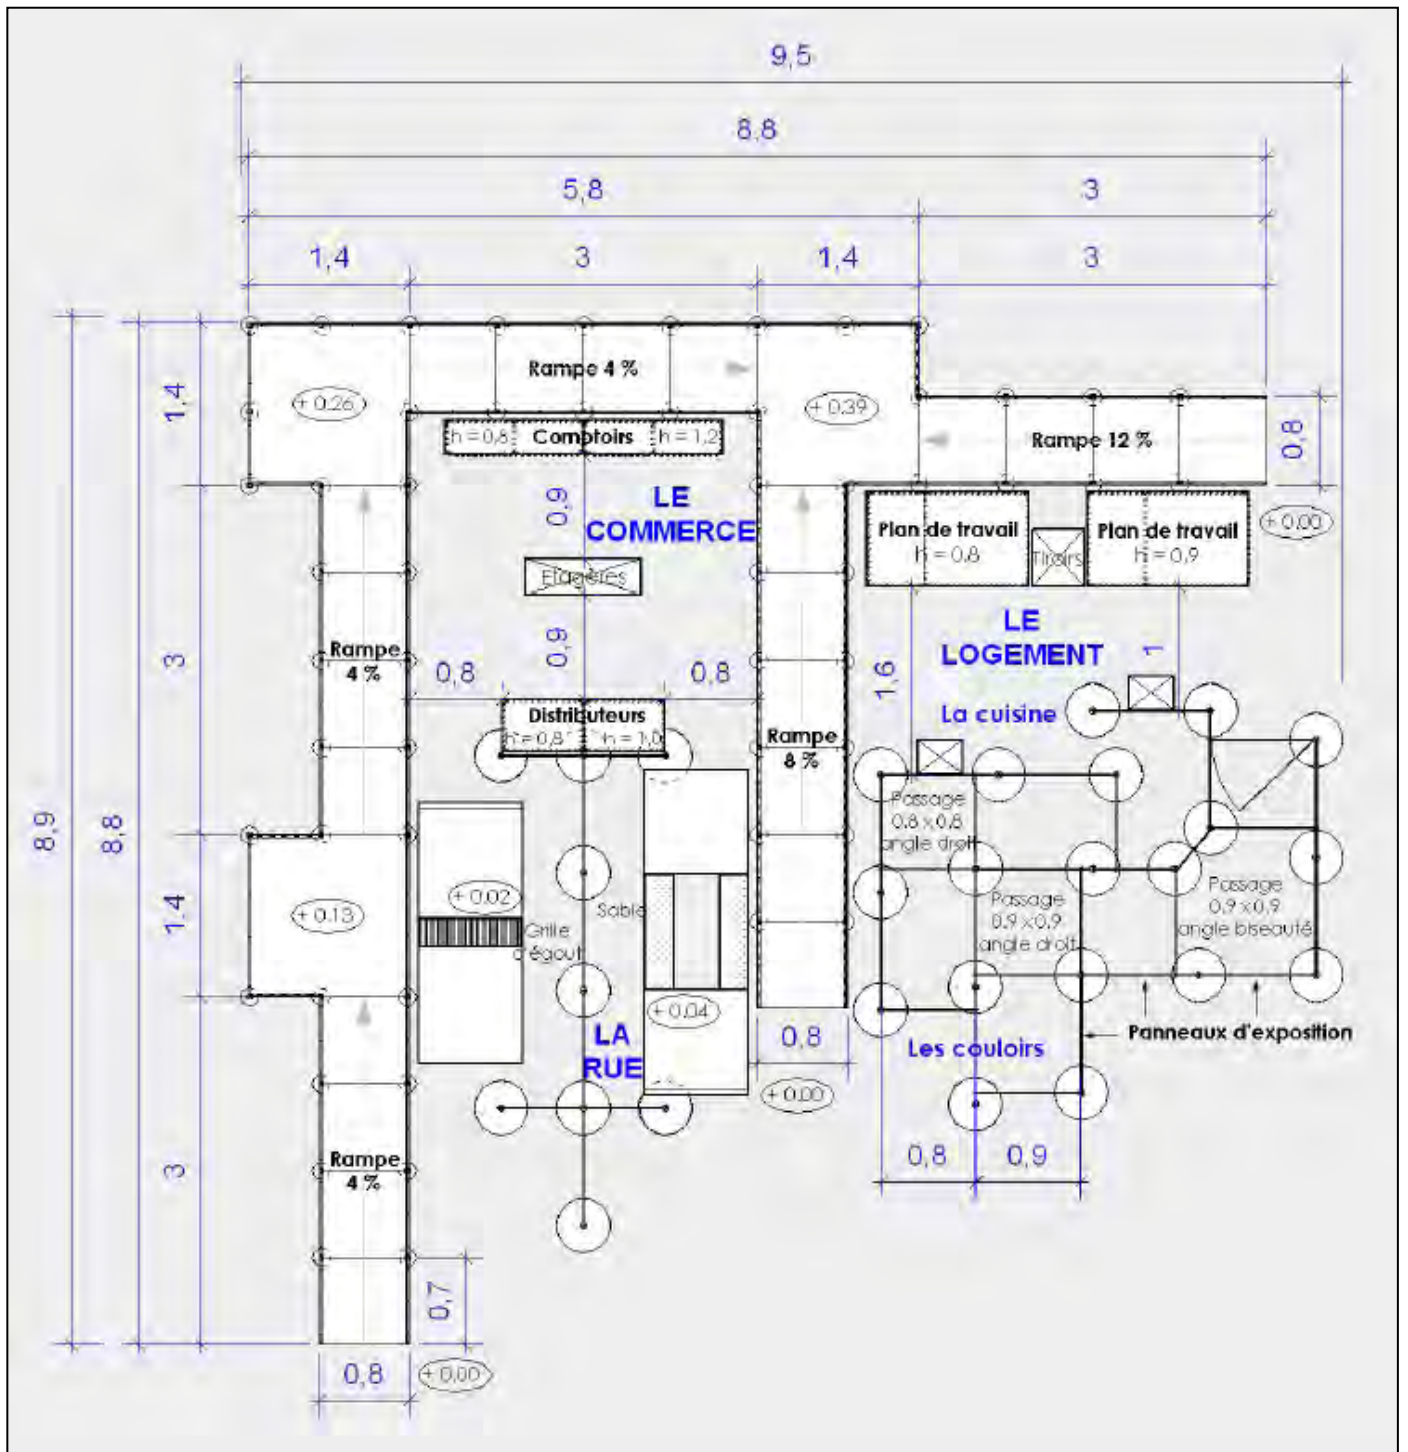 9,5
8,8
5,8
3
1,4
3
1,4
3
1,4
Rampe 4 %
+ 0.26
+ 0.39
Rampe 12 %
0,8
h = 0,8
Comptoirs
h = 1,2
LE
COMMERCE
0,9
Plan de travail
h = 0,8
Tiroirs
Plan de travail
h = 0,9
+ 0.00
Etagères
0,9
LE
LOGEMENT
1
1,6
3
Rampe
4 %
0,8
0,8
Distributeurs
h = 0,8
h = 1,0
La cuisine
Rampe
8 %
8,9
8,8
Passage
0.8 x 0.8
angle droit
1,4
+ 0.13
+ 0.02
Grille
d'égout
Sable
Passage
0.9 x 0.9
angle droit
Passage
0.9 x 0.9
angle biseauté
+ 0.04
LA
RUE
0,8
Les couloirs
Panneaux d'exposition
+ 0.00
3
Rampe
4 %
0,8
0,9
0,7
0,8
+ 0.00